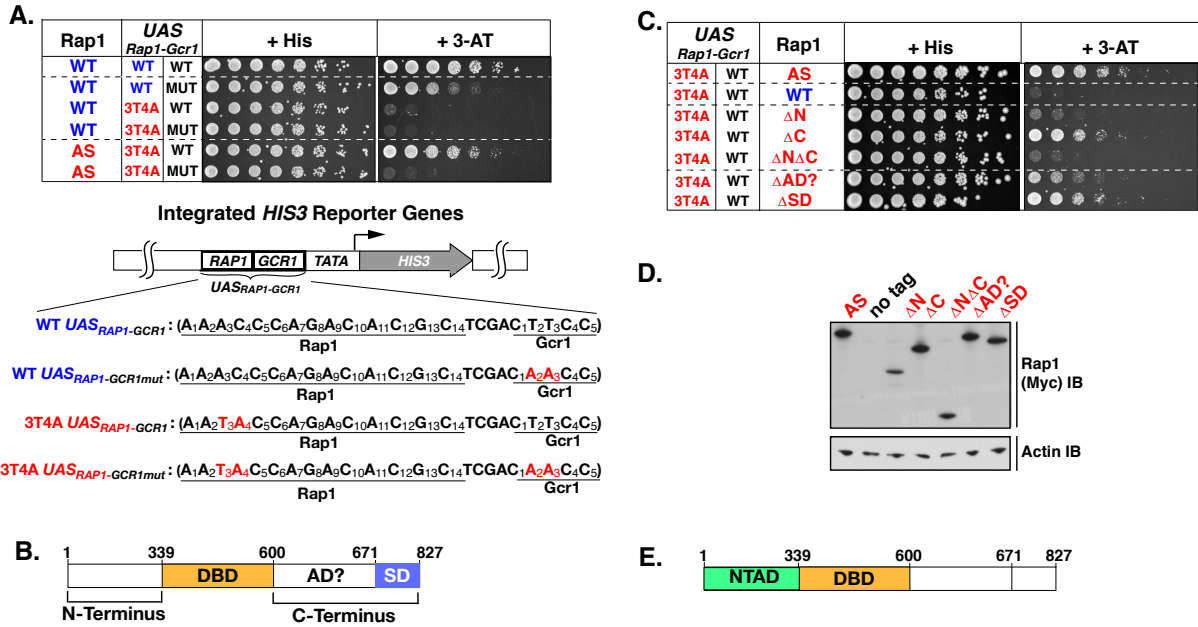 A.
Rap1 UAS Rap1-Gcr1 + His + 3-AT
WT WT WT
WT WT MUT
WT 3T4A WT
WT 3T4A MUT
AS 3T4A WT
AS 3T4A MUT
Integrated HIS3 Reporter Genes
RAP1 GCR1 TATA HIS3
UASRAP1-GCR1
WT UASRAP1-GCR1: (A1A2A3C4C5C6A7G8A9C10A11C12G13C14TCGAC1T2T3C4C5)
Rap1 Gcr1
WT UASRAP1-GCR1mut: (A1A2A3C4C5C6A7G8A9C10A11C12G13C14TCGAC1A2A3C4C5)
Rap1 Gcr1
3T4A UASRAP1-GCR1: (A1A2T3A4C5C6A7G8A9C10A11C12G13C14TCGAC1T2T3C4C5)
Rap1 Gcr1
3T4A UASRAP1-GCR1mut: (A1A2T3A4C5C6A7G8A9C10A11C12G13C14TCGAC1A2A3C4C5)
Rap1 Gcr1
B.
1 339 600 671 827
DBD AD? SD
N-Terminus C-Terminus
C.
UAS Rap1-Gcr1 Rap1 + His + 3-AT
3T4A WT AS
3T4A WT WT
3T4A WT ΔN
3T4A WT ΔC
3T4A WT ΔNΔC
3T4A WT ΔAD?
3T4A WT ΔSD
D.
AS no tag ΔN ΔC ΔNΔC ΔAD? ΔSD
Rap1
(Myc) IB
Actin IB
E.
1 339 600 671 827
NTAD DBD